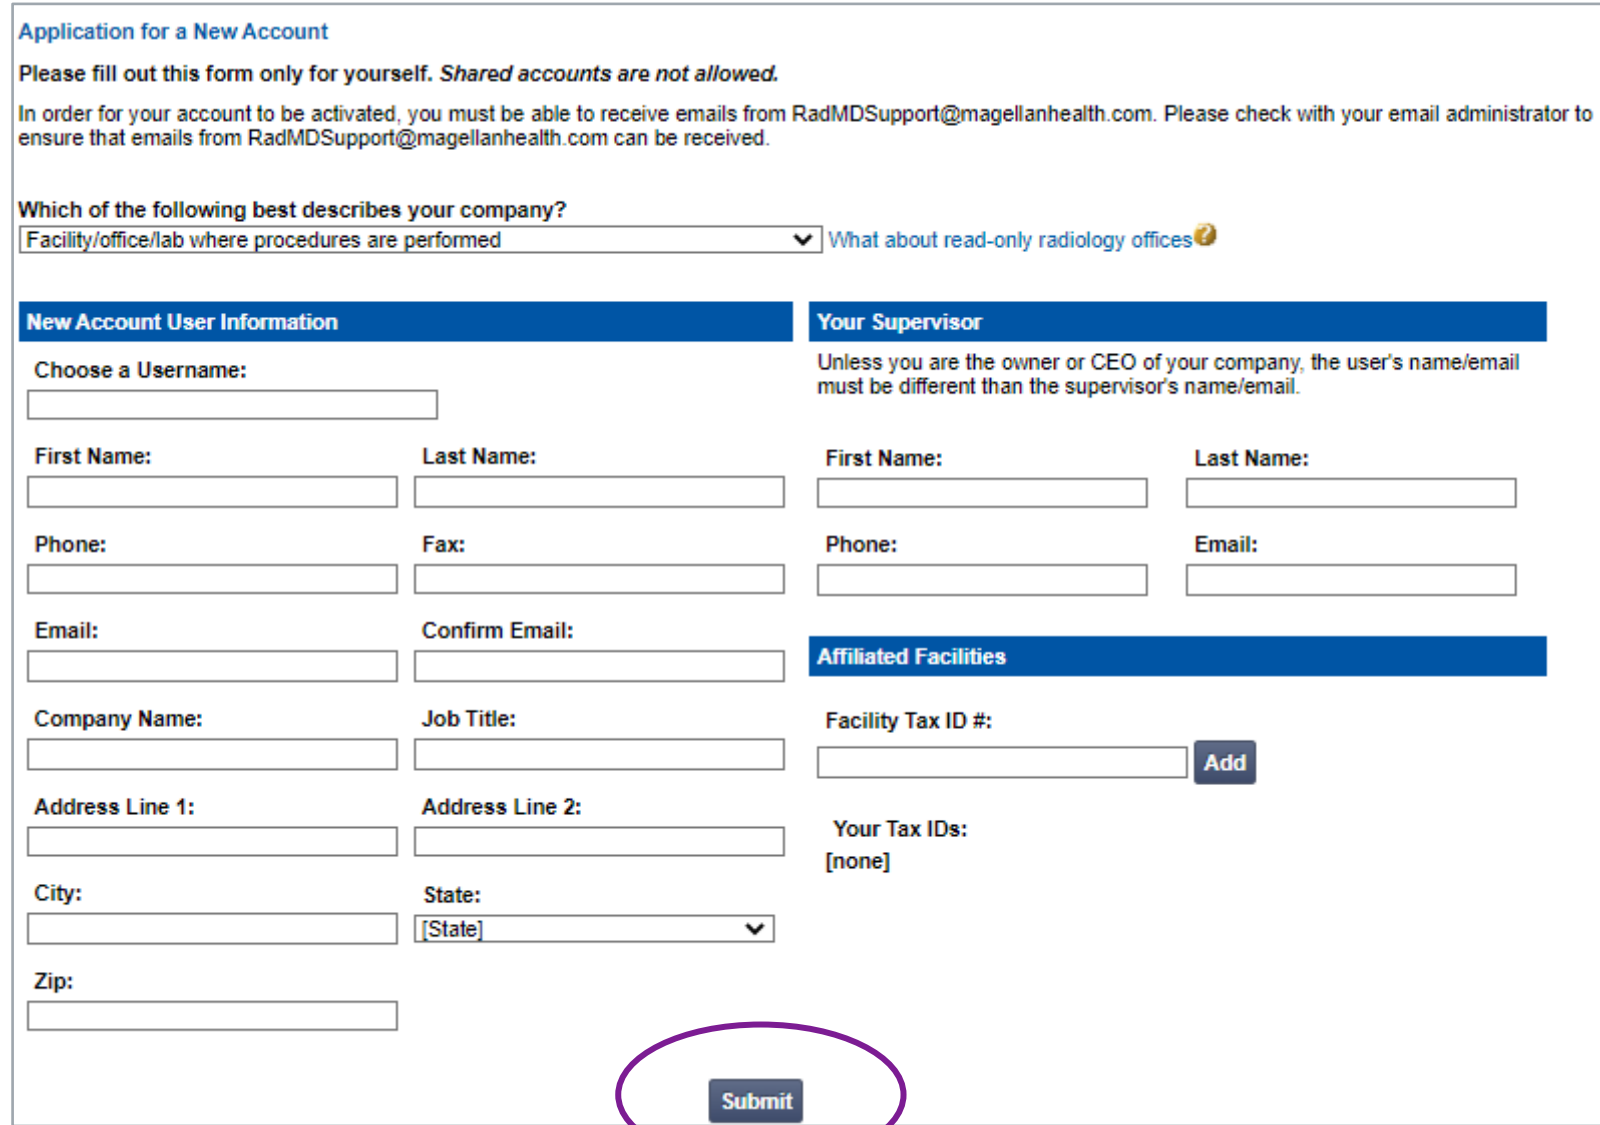 Application for a New Account
Please fill out this form only for yourself. Shared accounts are not allowed.
In order for your account to be activated, you must be able to receive emails from RadMDSupport@magellanhealth.com. Please check with your email administrator to
ensure that emails from RadMDSupport@magellanhealth.com can be received.
Which of the following best describes your company?
Facility/office/lab where procedures are performed What about read-only radiology offices?
New Account User Information
Choose a Username:
First Name: Last Name:
Phone: Fax:
Email: Confirm Email:
Company Name: Job Title:
Address Line 1: Address Line 2:
City: State:
[State]
Zip:
Your Supervisor
Unless you are the owner or CEO of your company, the user's name/email
must be different than the supervisor's name/email.
First Name: Last Name:
Phone: Email:
Affiliated Facilities
Facility Tax ID #:
Add
Your Tax IDs:
[none]
Submit